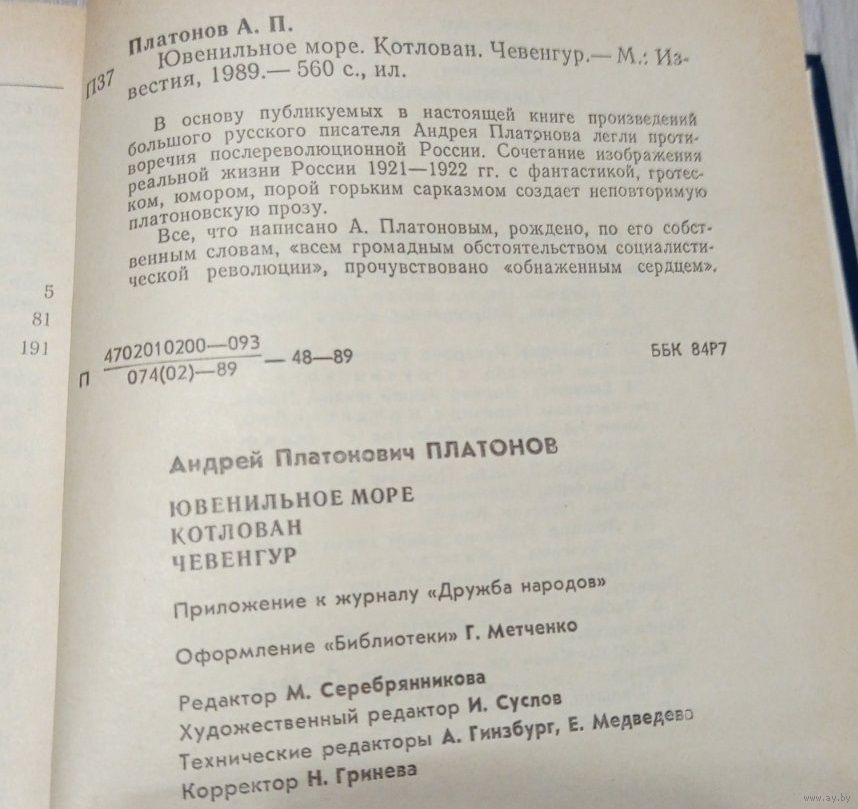 Платонов А. П.
П37
Ювенильное море. Котлован. Чевенгур.— М.: Из-
вестия, 1989.— 560 с., ил.
В основу публикуемых в настоящей книге произведений
большого русского писателя Андрея Платонова легли проти-
воречия послереволюционной России. Сочетание изображения
реальной жизни России 1921—1922 гг. с фантастикой, гротес-
ком, юмором, порой горьким сарказмом создает неповторимую
платоновскую прозу.
Все, что написано А. Платоновым, рождено, по его собст-
венным словам, «всем громадным обстоятельством социалисти-
ческой революции», прочувствовано «обнаженным сердцем».
5
81
191
П 4702010200—093
074(02)—89 — 48—89
ББК 84Р7
Андрей Платонович ПЛАТОНОВ
ЮВЕНИЛЬНОЕ МОРЕ
КОТЛОВАН
ЧЕВЕНГУР
Приложение к журналу «Дружба народов»
Оформление «Библиотеки» Г. Метченко
Редактор М. Серебрянникова
Художественный редактор И. Суслов
Технические редакторы А. Гинзбург, Е. Медведева
Корректор Н. Гринева
www.ay.by